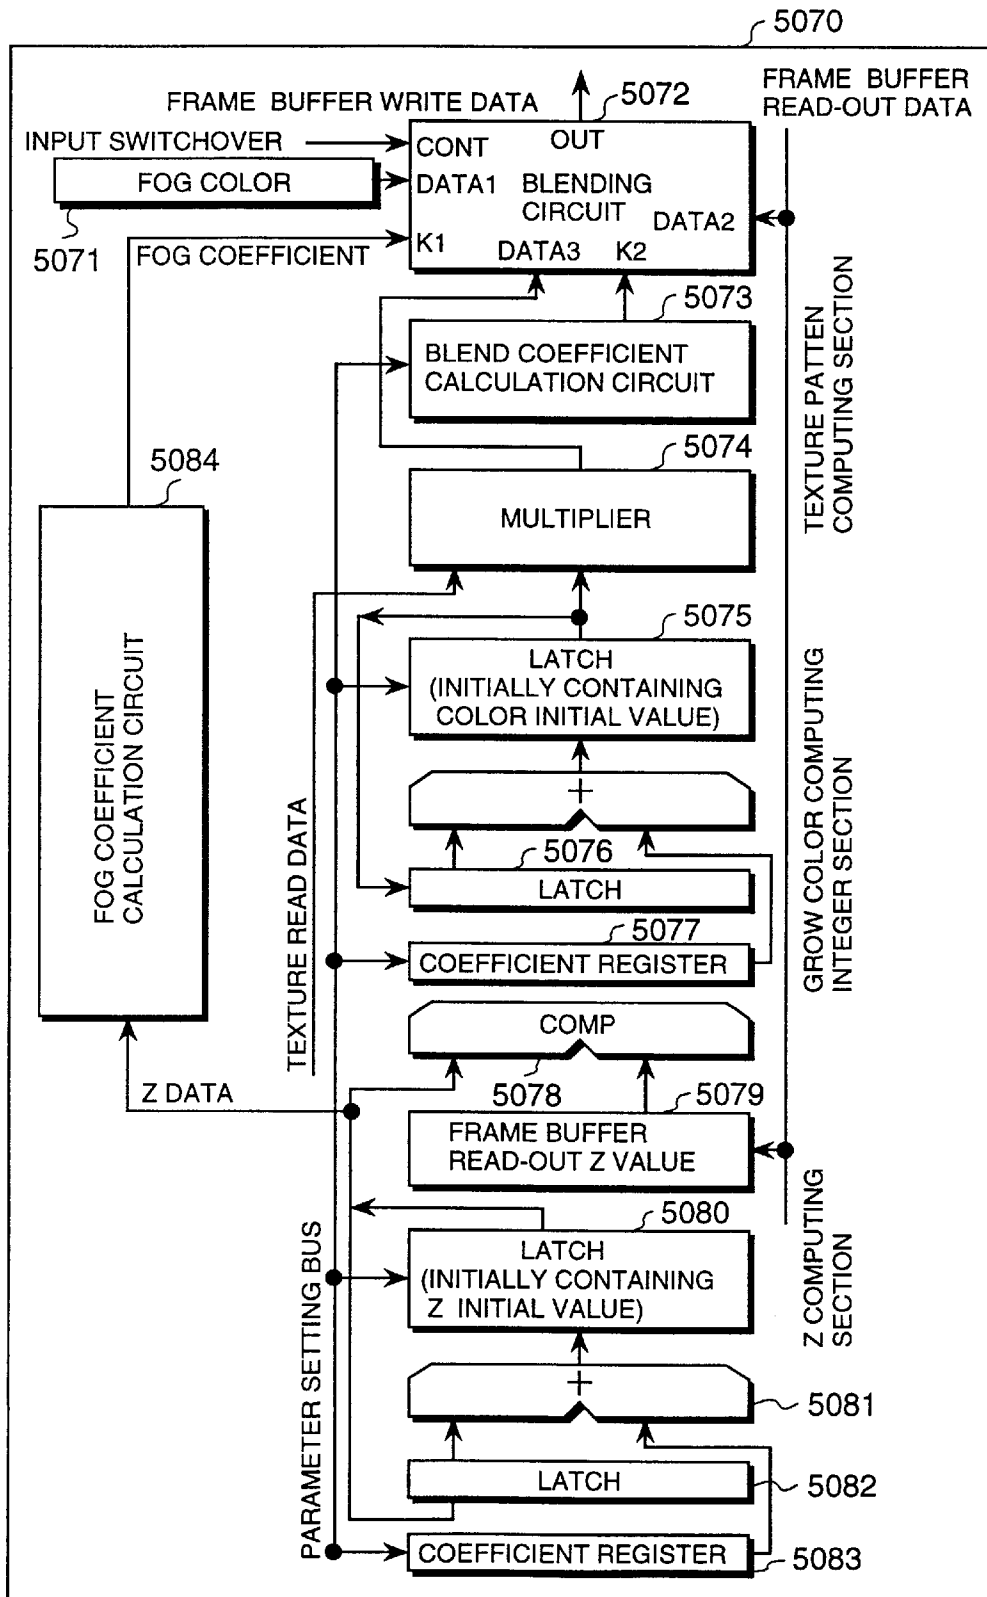 5070
FRAME BUFFER
READ-OUT DATA
FRAME BUFFER WRITE DATA
5072
INPUT SWITCHOVER
CONT
OUT
FOG COLOR
DATA1
BLENDING
CIRCUIT
DATA2
5071
FOG COEFFICIENT
K1
DATA3
K2
5073
BLEND COEFFICIENT
CALCULATION CIRCUIT
TEXTURE PATTEN
COMPUTING SECTION
5074
MULTIPLIER
5084
FOG COEFFICIENT
CALCULATION CIRCUIT
5075
LATCH
(INITIALLY CONTAINING
COLOR INITIAL VALUE)
+
GROW COLOR COMPUTING
INTEGER SECTION
TEXTURE READ DATA
5076
LATCH
5077
COEFFICIENT REGISTER
COMP
5078
Z DATA
5079
FRAME BUFFER
READ-OUT Z VALUE
Z COMPUTING
SECTION
5080
LATCH
(INITIALLY CONTAINING
Z INITIAL VALUE)
PARAMETER SETTING BUS
+
5081
LATCH
5082
COEFFICIENT REGISTER
5083